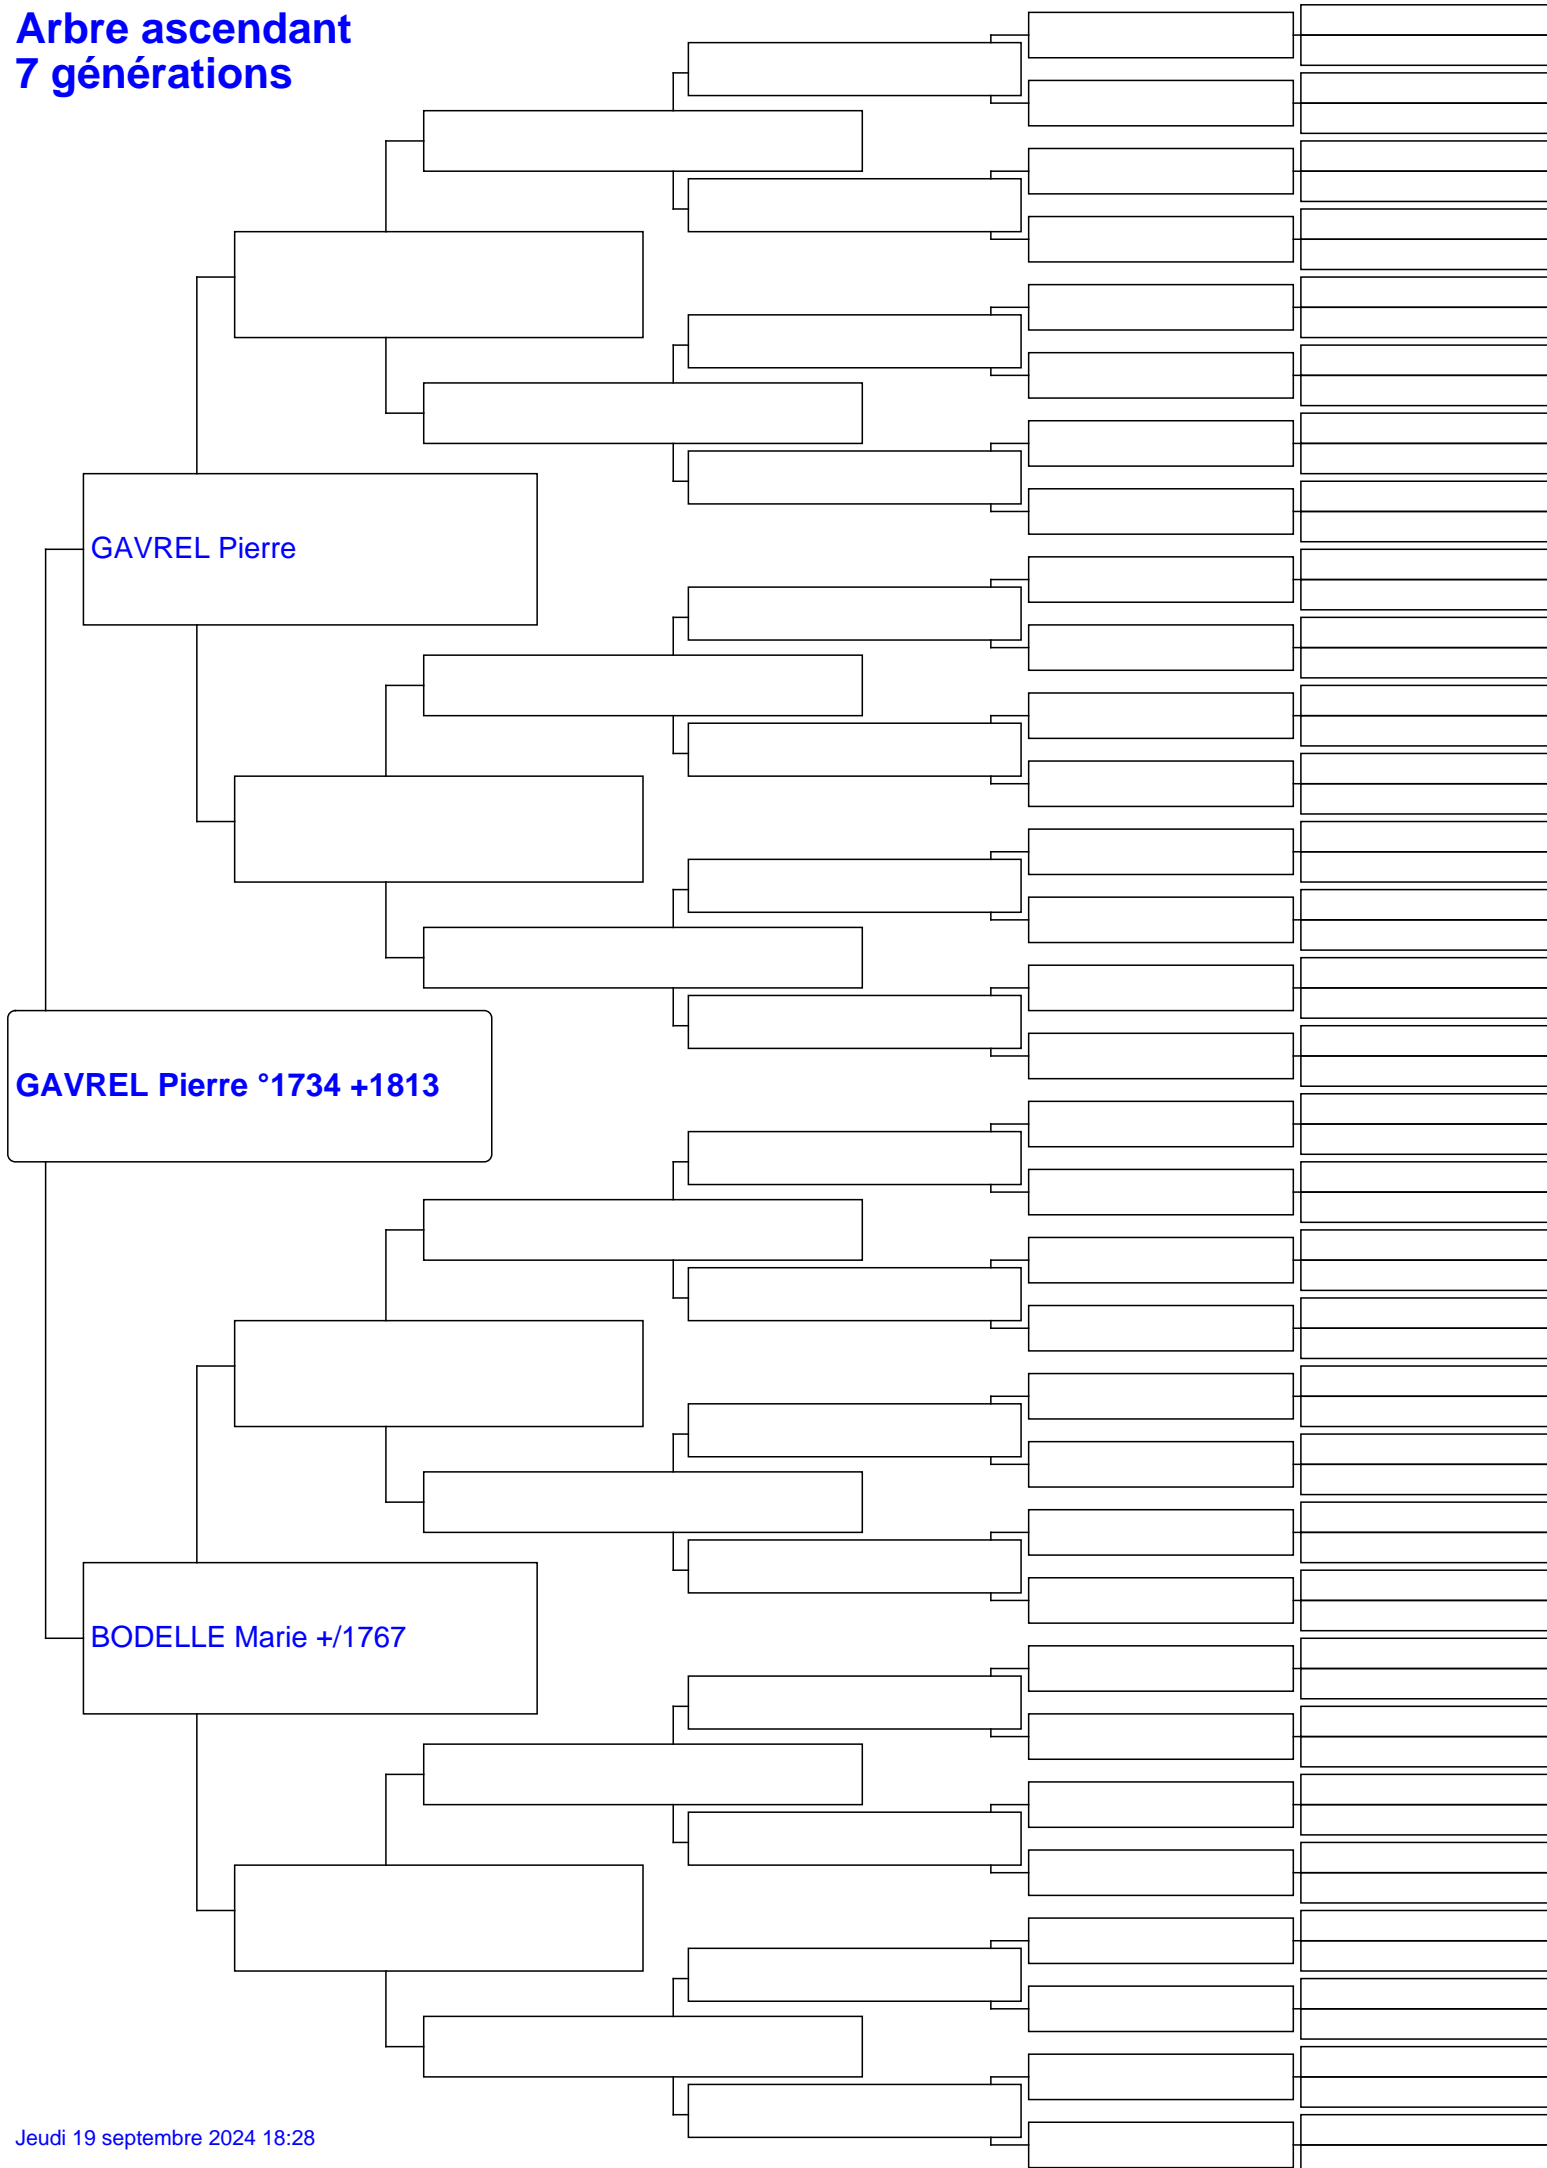 Arbre ascendant
7 générations
GAVREL Pierre
GAVREL Pierre °1734 +1813
BODELLE Marie +/1767
Jeudi 19 septembre 2024 18:28